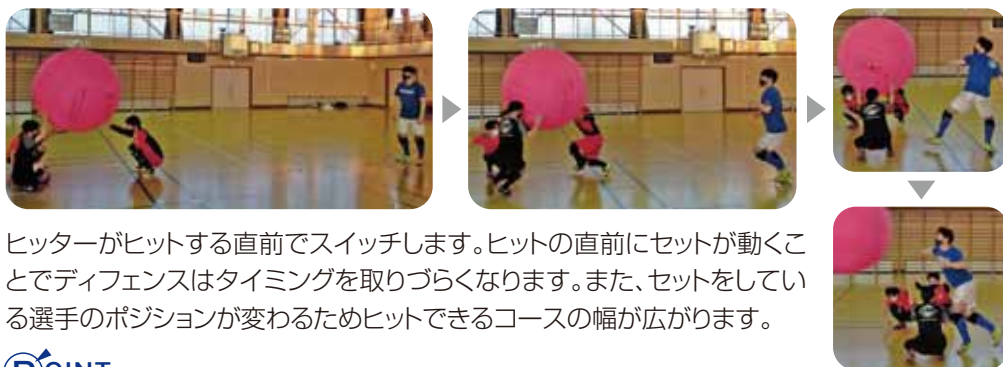 ヒッターがヒットする直前でスイッチします。ヒットの直前にセットが動くこ
とでディフェンスはタイミングを取りづらくなります。また、セットをしてい
る選手のポジションが変わるためヒットできるコースの幅が広がります。
POINT